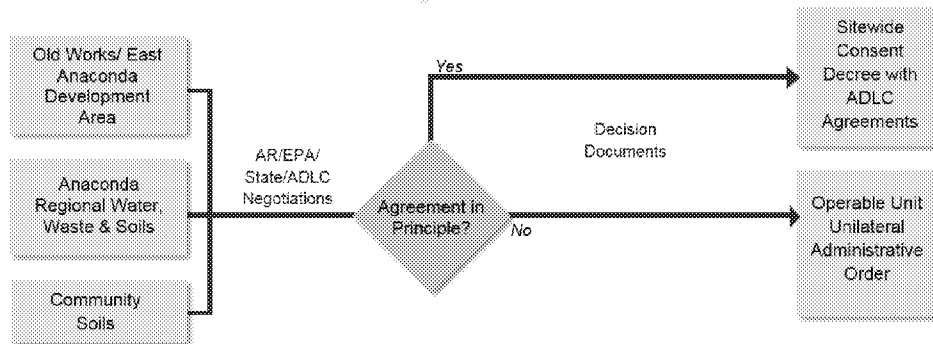 Old Works/ East
Anaconda
Development
Area
Anaconda
Regional Water,
Waste & Soils
Community
Soils
AR/EPA/
State/ADLC
Negotiations
Agreement in
Principle?
Yes
No
Decision
Documents
Sitewide
Consent
Decree with
ADLC
Agreements
Operable Unit
Unilateral
Administrative
Order